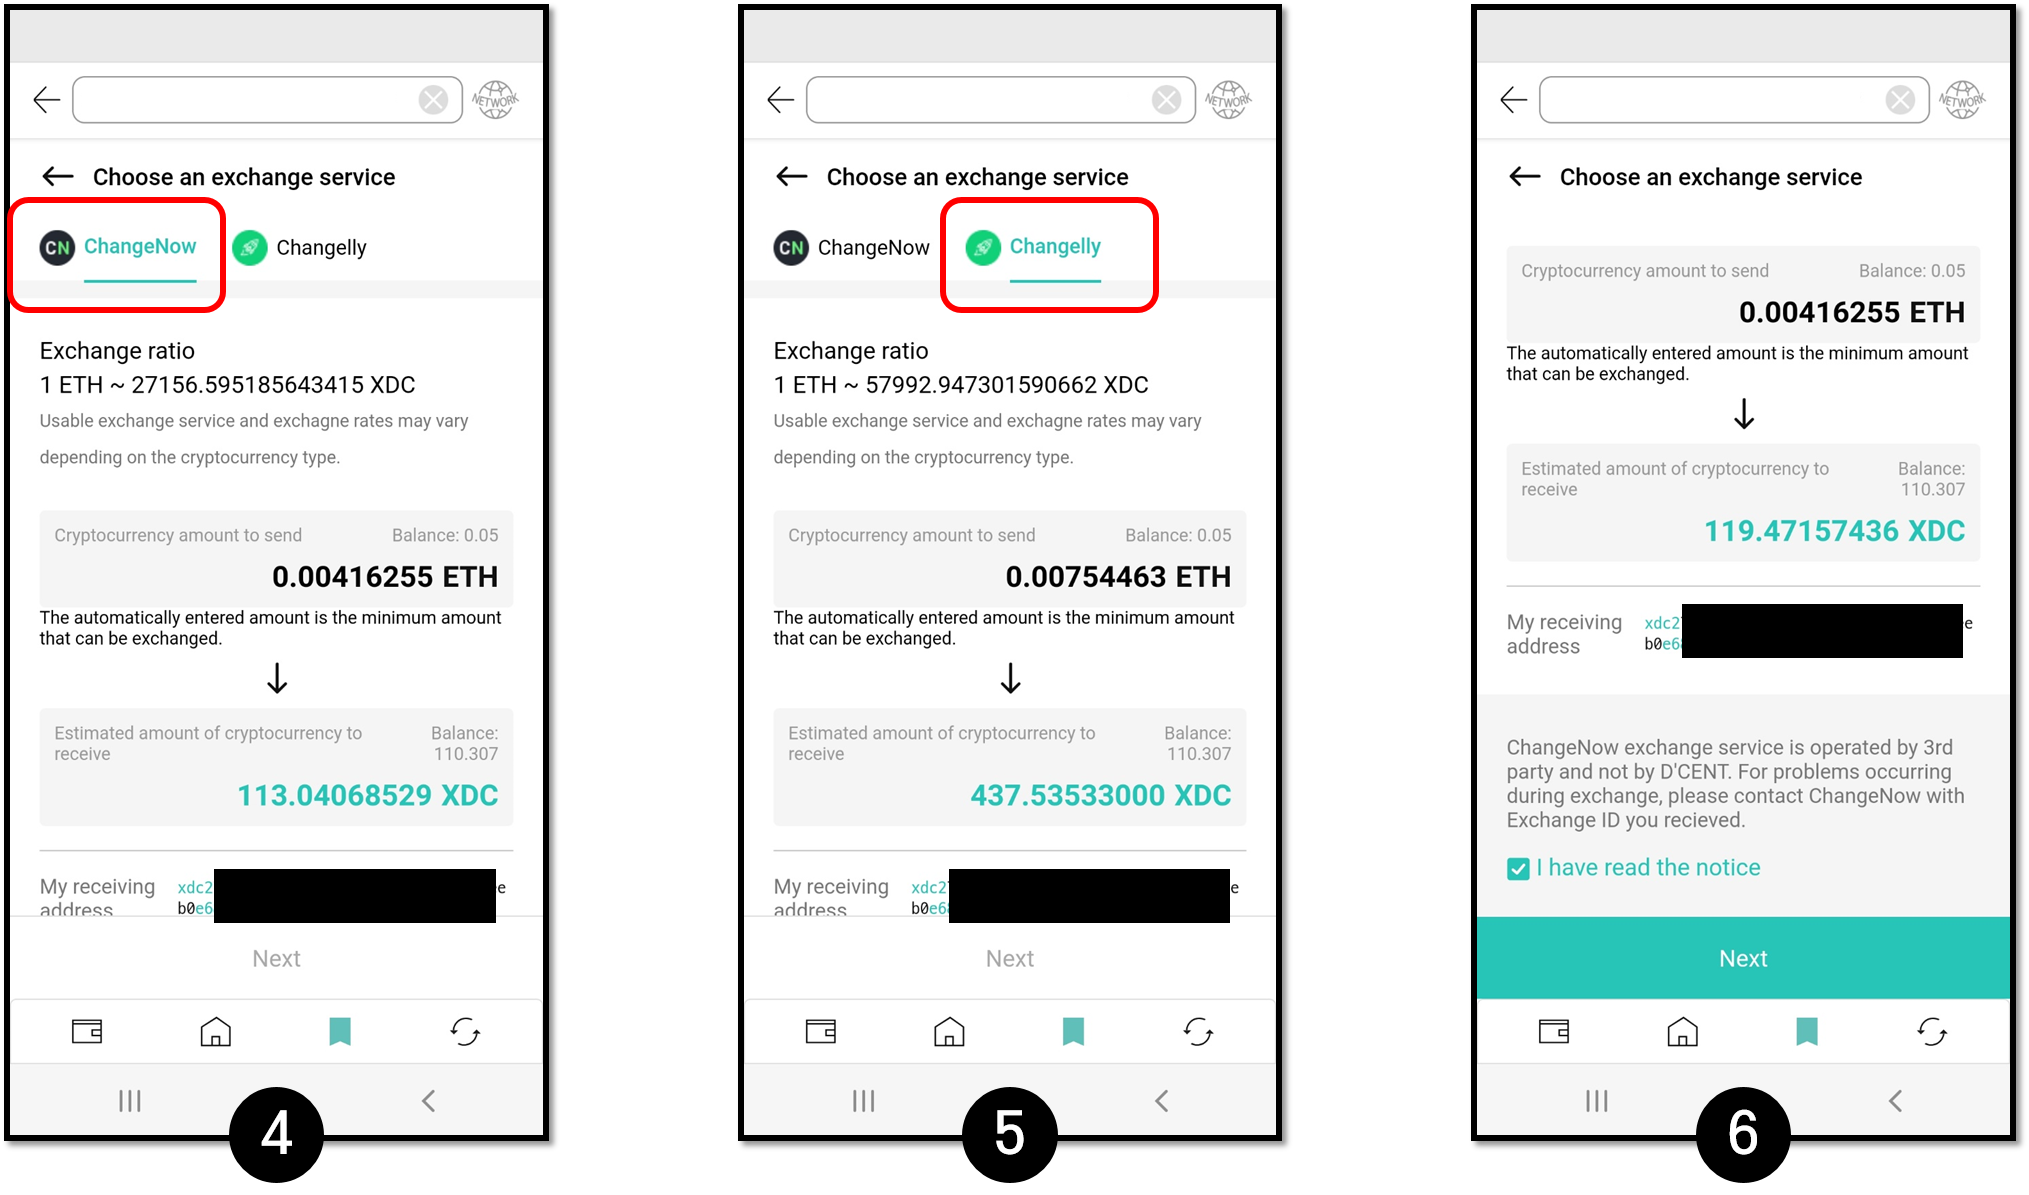 NETWORK
Choose an exchange service
CN ChangeNow Changelly
Exchange ratio
1 ETH ~ 27156.595185643415 XDC
Usable exchange service and exchagne rates may vary
depending on the cryptocurrency type.
Cryptocurrency amount to send Balance: 0.05
0.00416255 ETH
The automatically entered amount is the minimum amount
that can be exchanged.
Estimated amount of cryptocurrency to Balance:
receive 110.307
113.04068529 XDC
My receiving xdc2 e
address b0e6
Next
4
NETWORK
Choose an exchange service
CN ChangeNow Changelly
Exchange ratio
1 ETH ~ 57992.947301590662 XDC
Usable exchange service and exchagne rates may vary
depending on the cryptocurrency type.
Cryptocurrency amount to send Balance: 0.05
0.00754463 ETH
The automatically entered amount is the minimum amount
that can be exchanged.
Estimated amount of cryptocurrency to Balance:
receive 110.307
437.53533000 XDC
My receiving xdc2 e
address b0e6
Next
5
NETWORK
Choose an exchange service
Cryptocurrency amount to send Balance: 0.05
0.00416255 ETH
The automatically entered amount is the minimum amount
that can be exchanged.
Estimated amount of cryptocurrency to Balance:
receive 110.307
119.47157436 XDC
My receiving xdc2 e
address b0e6
ChangeNow exchange service is operated by 3rd
party and not by D'CENT. For problems occurring
during exchange, please contact ChangeNow with
Exchange ID you recieved.
I have read the notice
Next
6